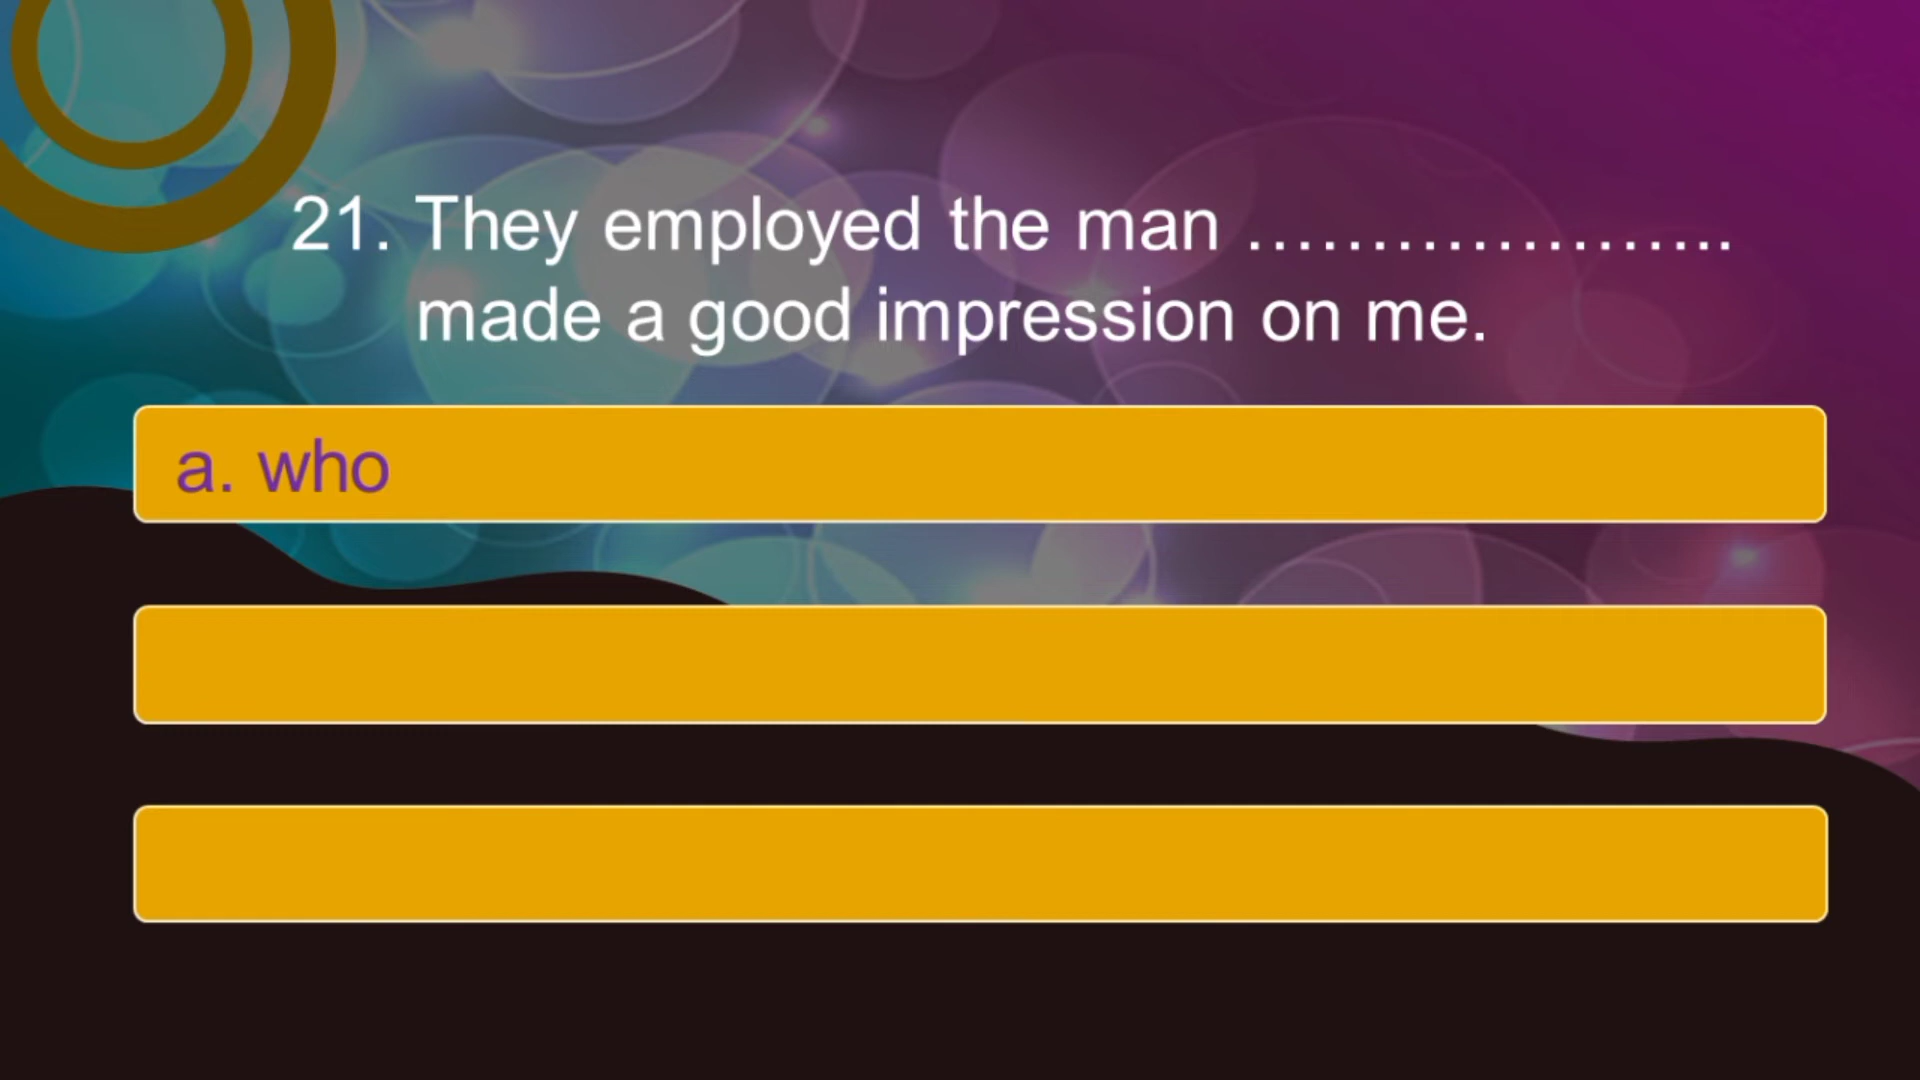 21. They employed the man ………………….
made a good impression on me.
a. who